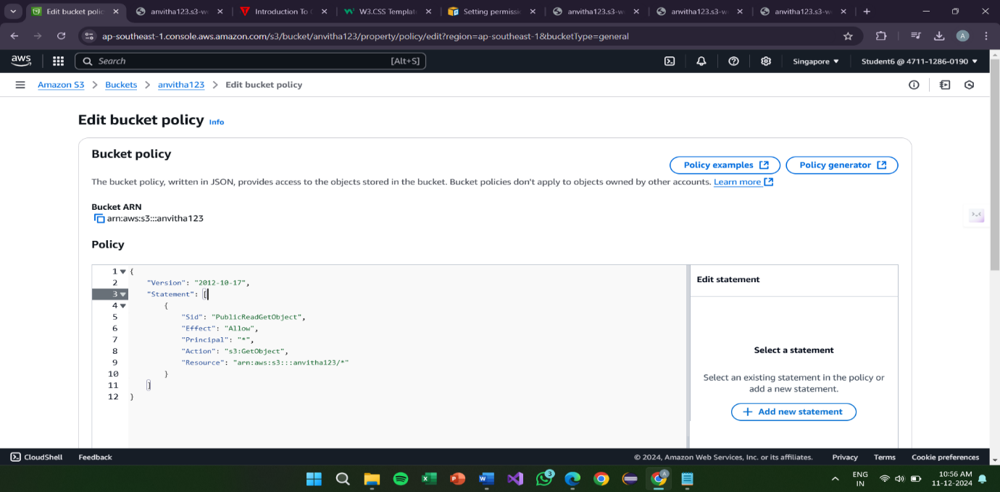 Edit bucket polic
anvitha123.s3-w
Introduction To
W3.CSS Templat
Setting permissi
anvitha123.s3-w
anvitha123.s3-w
anvitha123.s3-w
ap-southeast-1.console.aws.amazon.com/s3/bucket/anvitha123/property/policy/edit?region=ap-southeast-1&bucketType=general
A
aws
Search
[Alt+S]
Singapore
Student6 @ 4711-1286-0190
Amazon S3 > Buckets > anvitha123 > Edit bucket policy
Edit bucket policy Info
Bucket policy
Policy examples
Policy generator
The bucket policy, written in JSON, provides access to the objects stored in the bucket. Bucket policies don't apply to objects owned by other accounts. Learn more
Bucket ARN
arn:aws:s3:::anvitha123
Policy
1 {
2 "Version": "2012-10-17",
3 "Statement": [
4 {
5 "Sid": "PublicReadGetObject",
6 "Effect": "Allow",
7 "Principal": "*",
8 "Action": "s3:GetObject",
9 "Resource": "arn:aws:s3:::anvitha123/*"
10 }
11 ]
12 }
Edit statement
Select a statement
Select an existing statement in the policy or
add a new statement.
+ Add new statement
CloudShell
Feedback
© 2024, Amazon Web Services, Inc. or its affiliates.
Privacy
Terms
Cookie preferences
3
ENG
IN
10:56 AM
11-12-2024